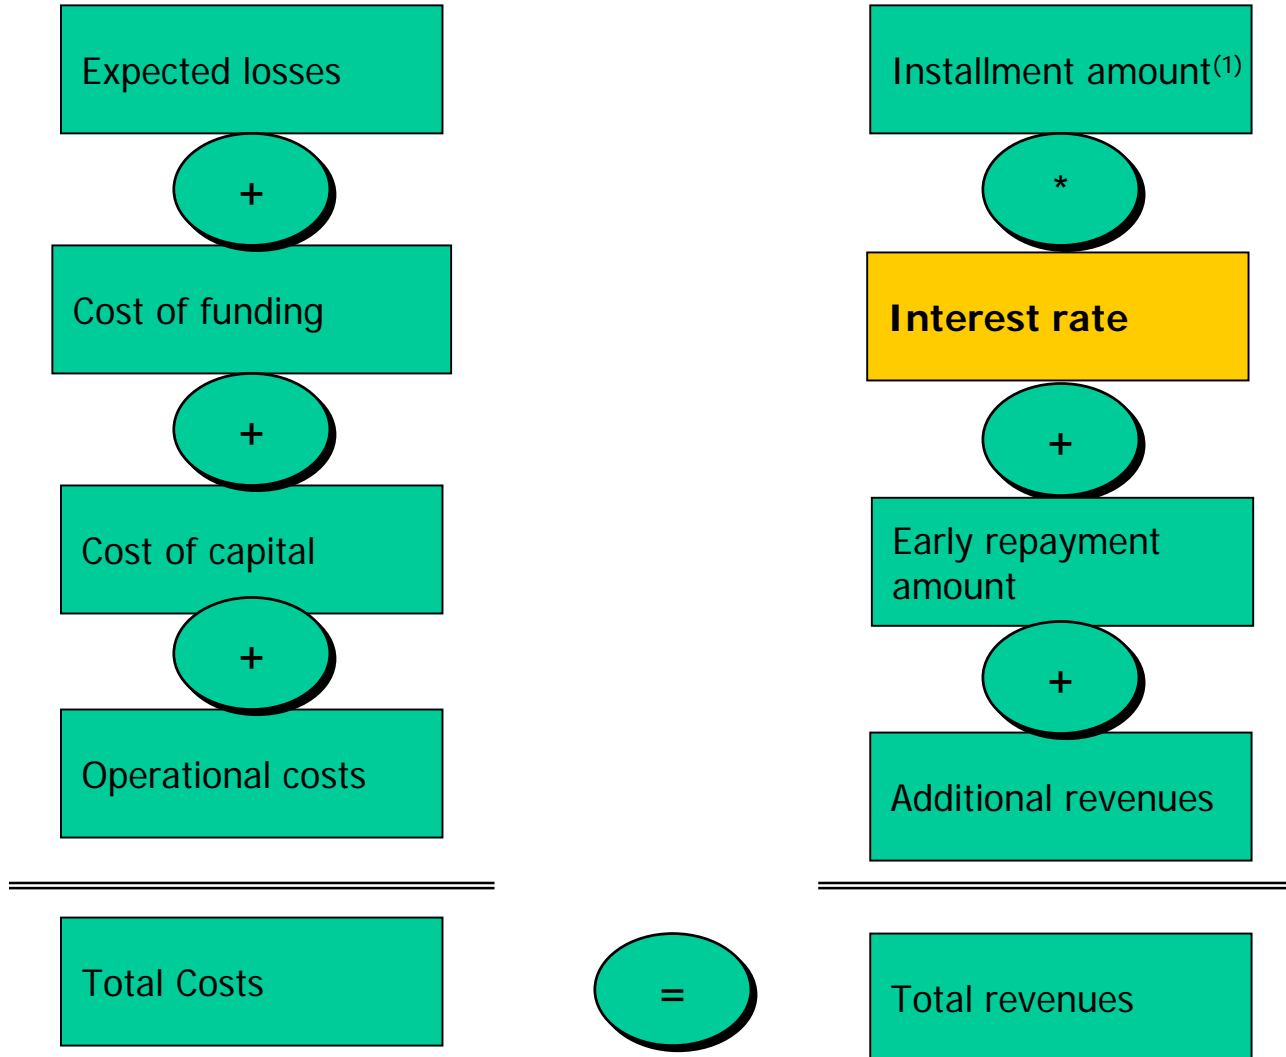 Expected losses
+
Cost of funding
+
Cost of capital
+
Operational costs
Total Costs
=
Installment amount(1)
*
Interest rate
+
Early repayment
amount
+
Additional revenues
Total revenues